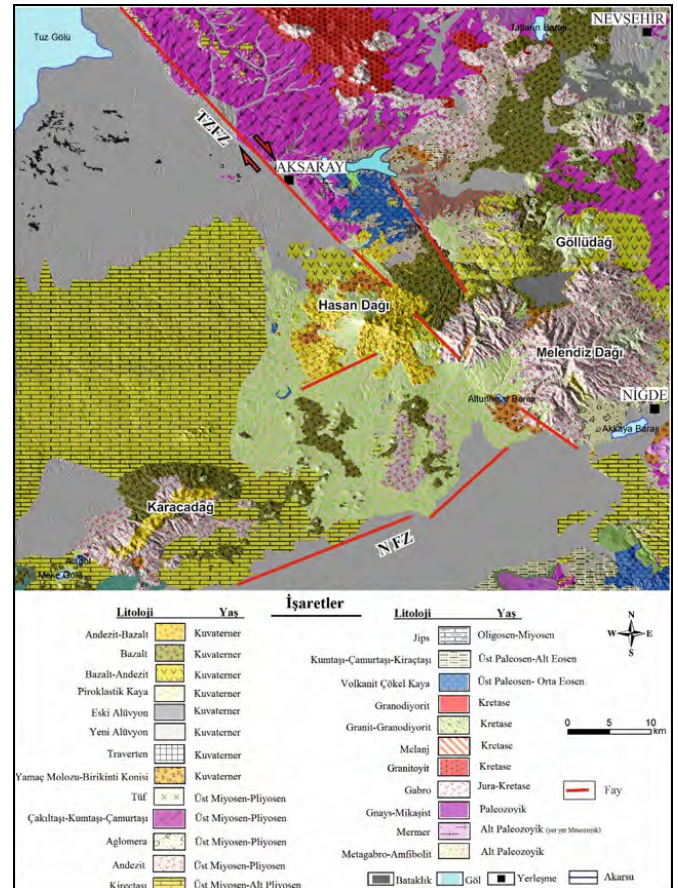 Tuz Gölü
NEVŞEHİR
Tatlarin Barajı
TZFZ
AKSARAY
Göllüdağ
Hasan Dağı
Melendiz Dağı
Altunhisar Barajı
NİĞDE
Akkaya Barajı
Karacadağ
NFZ
Meke Gölü
İşaretler
Litoloji Yaş
Andezit-Bazalt Kuvaterner
Bazalt Kuvaterner
Bazalt-Andezit Kuvaterner
Piroklastik Kaya Kuvaterner
Eski Alüvyon Kuvaterner
Yeni Alüvyon Kuvaterner
Traverten Kuvaterner
Yamaç Molozu-Birikinti Konisi Kuvaterner
Tüf Üst Miyosen-Pliyosen
Çakıltaşı-Kumtaşı-Çamurtaşı Üst Miyosen-Pliyosen
Aglomera Üst Miyosen-Pliyosen
Andezit Üst Miyosen-Pliyosen
Kireçtaşı Üst Miyosen-Alt Pliyosen
Litoloji Yaş
Jips Oligosen-Miyosen
Kumtaşı-Çamurtaşı-Kiraçtaşı Üst Paleosen-Alt Eosen
Volkanit Çökel Kaya Üst Paleosen- Orta Eosen
Granodiyorit Kretase
Granit-Granodiyorit Kretase
Melanj Kretase
Granitoyit Kretase
Gabro Jura-Kretase
Gnays-Mikaşist Paleozoyik
Mermer Alt Paleozoyik (yer yer Mesozoyik)
Metagabro-Amfibolit Alt Paleozoyik
Bataklık Göl Yerleşme Akarsu
N
W E
S
0 5 10
km
Fay